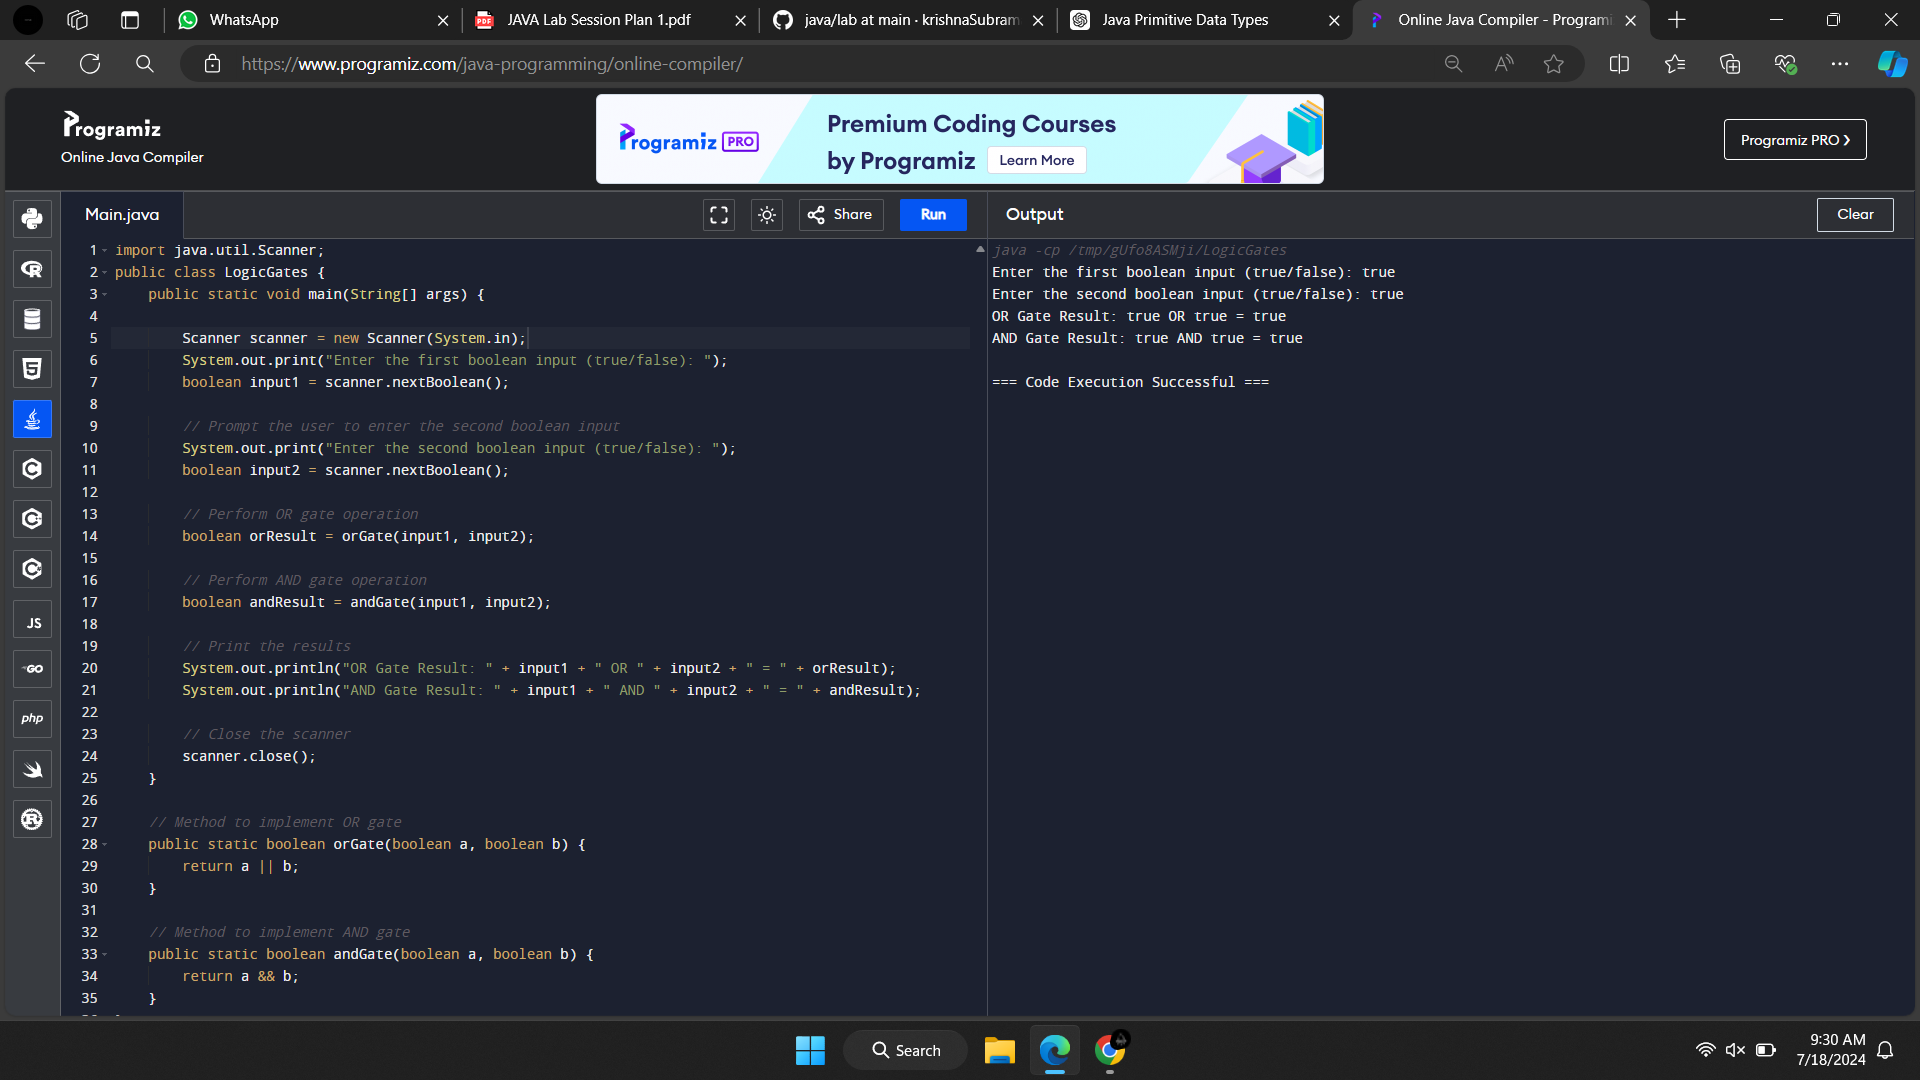 WhatsApp
JAVA Lab Session Plan 1.pdf
java/lab at main · krishnaSubram
Java Primitive Data Types
Online Java Compiler - Programi
https://www.programiz.com/java-programming/online-compiler/
Programiz
Online Java Compiler
Programiz PRO
Premium Coding Courses
by Programiz
Learn More
Programiz PRO ›
Main.java
Share
Run
Output
Clear
1 import java.util.Scanner;
2 public class LogicGates {
3     public static void main(String[] args) {
4
5         Scanner scanner = new Scanner(System.in);
6         System.out.print("Enter the first boolean input (true/false): ");
7         boolean input1 = scanner.nextBoolean();
8
9         // Prompt the user to enter the second boolean input
10         System.out.print("Enter the second boolean input (true/false): ");
11         boolean input2 = scanner.nextBoolean();
12
13         // Perform OR gate operation
14         boolean orResult = orGate(input1, input2);
15
16         // Perform AND gate operation
17         boolean andResult = andGate(input1, input2);
18
19         // Print the results
20         System.out.println("OR Gate Result: " + input1 + " OR " + input2 + " = " + orResult);
21         System.out.println("AND Gate Result: " + input1 + " AND " + input2 + " = " + andResult);
22
23         // Close the scanner
24         scanner.close();
25     }
26
27     // Method to implement OR gate
28     public static boolean orGate(boolean a, boolean b) {
29         return a || b;
30     }
31
32     // Method to implement AND gate
33     public static boolean andGate(boolean a, boolean b) {
34         return a && b;
35     }
java -cp /tmp/gUfo8ASMji/LogicGates
Enter the first boolean input (true/false): true
Enter the second boolean input (true/false): true
OR Gate Result: true OR true = true
AND Gate Result: true AND true = true
=== Code Execution Successful ===
JS
GO
php
Search
9:30 AM
7/18/2024